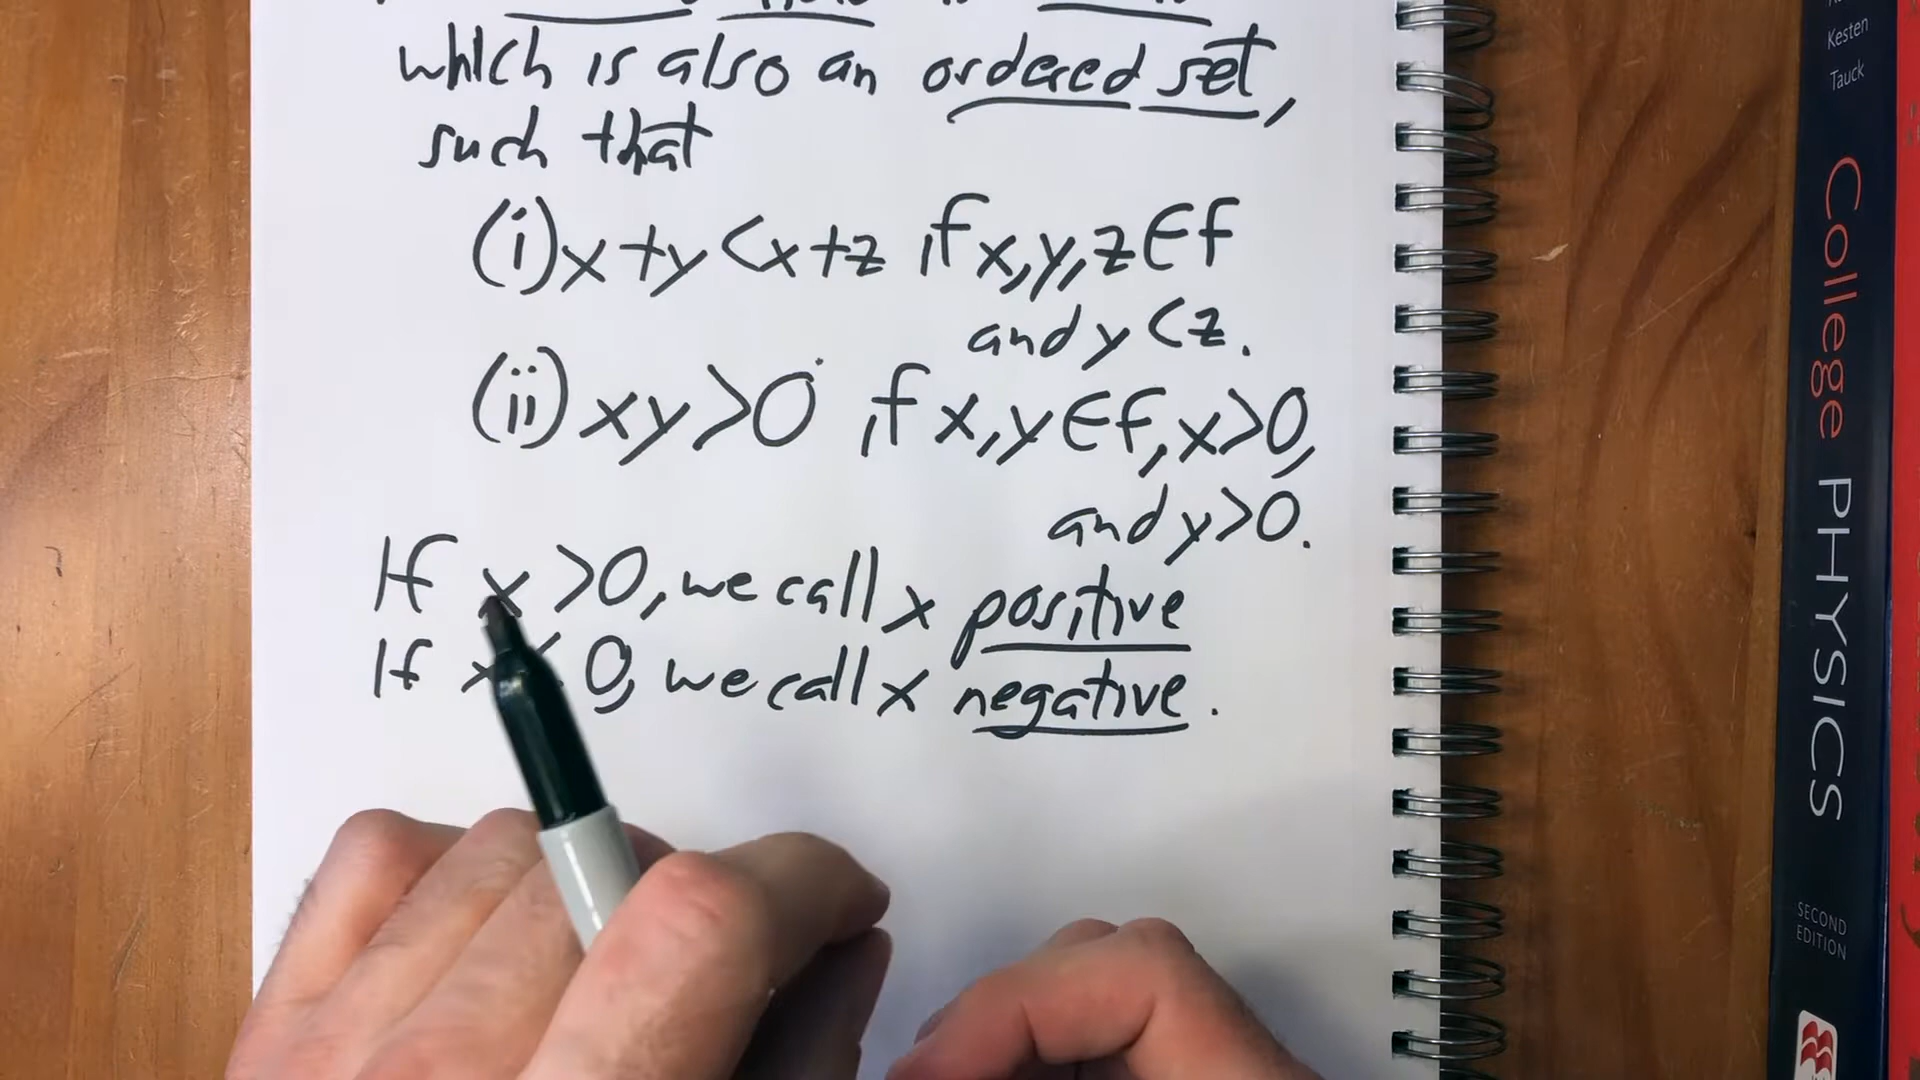 which is also an ordered set,
such that
(i) x+y<x+z if x,y,z∈F
and y<z.
(ii) xy>0 if x,y∈F, x>0,
and y>0.
If x>0, we call x positive
If x< 0, we call x negative.
Kesten
Tauck
College PHYSICS
SECOND
EDITION